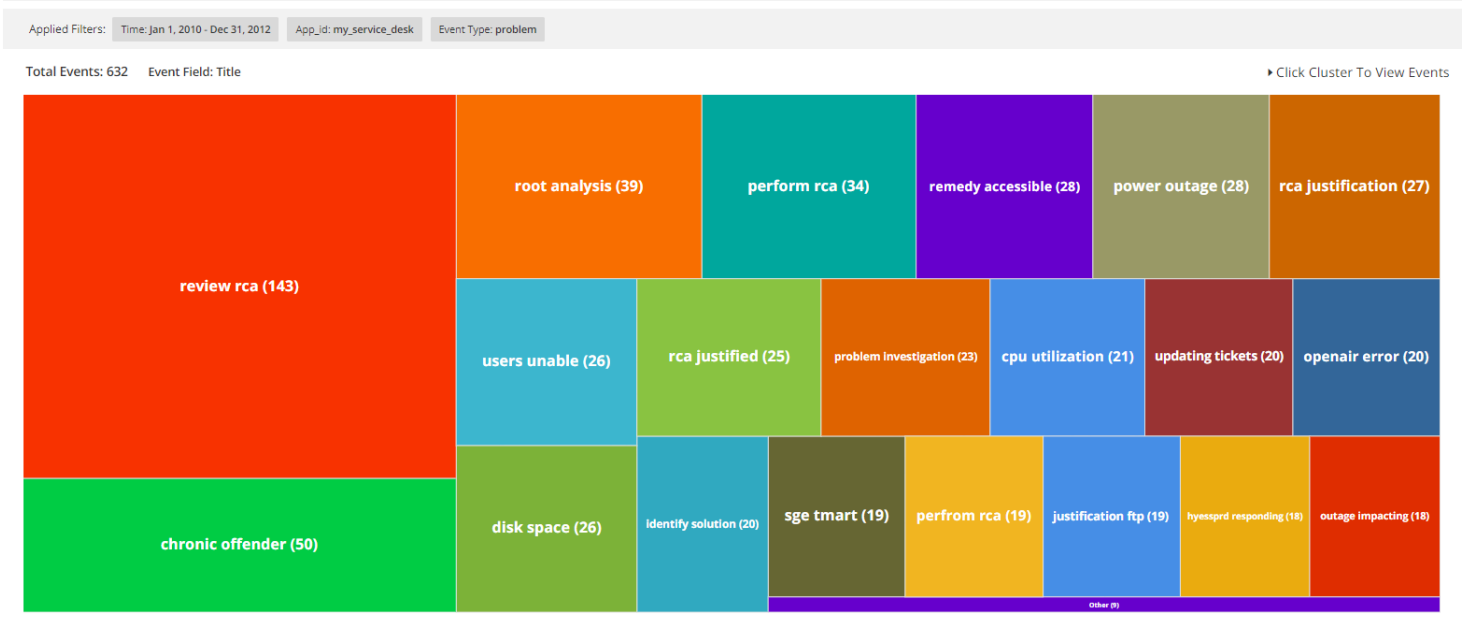 Applied Filters: Time: Jan 1, 2010 - Dec 31, 2012 App_id: my_service_desk Event Type: problem
Total Events: 632 Event Field: Title Click Cluster To View Events
review rca (143)
chronic offender (50)
root analysis (39)
perform rca (34)
remedy accessible (28)
power outage (28)
rca justification (27)
users unable (26)
disk space (26)
rca justified (25)
problem investigation (23)
cpu utilization (21)
updating tickets (20)
openair error (20)
identify solution (20)
sge tmart (19)
perfrom rca (19)
justification ftp (19)
hyessprd responding (18)
outage impacting (18)
Other (9)